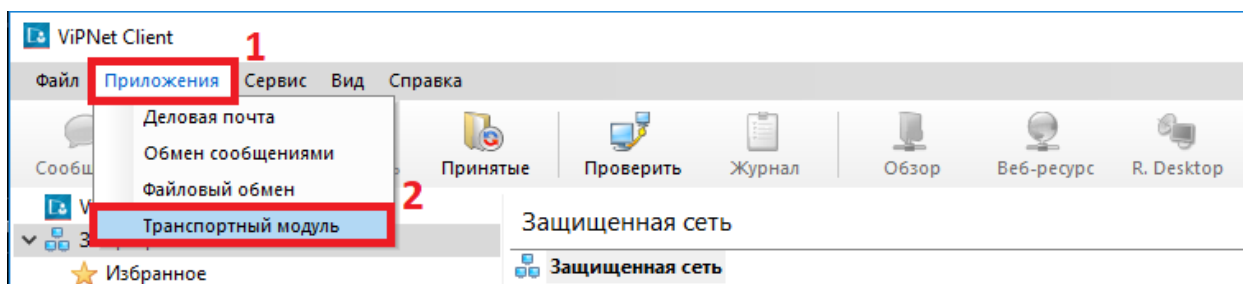 ViPNet Client
1
Файл Приложения Сервис Вид Справка
Деловая почта
Обмен сообщениями
Файловый обмен
Транспортный модуль
2
Принятые Проверить Журнал Обзор Веб-ресурс R. Desktop
Избранное
Защищенная сеть
Защищенная сеть